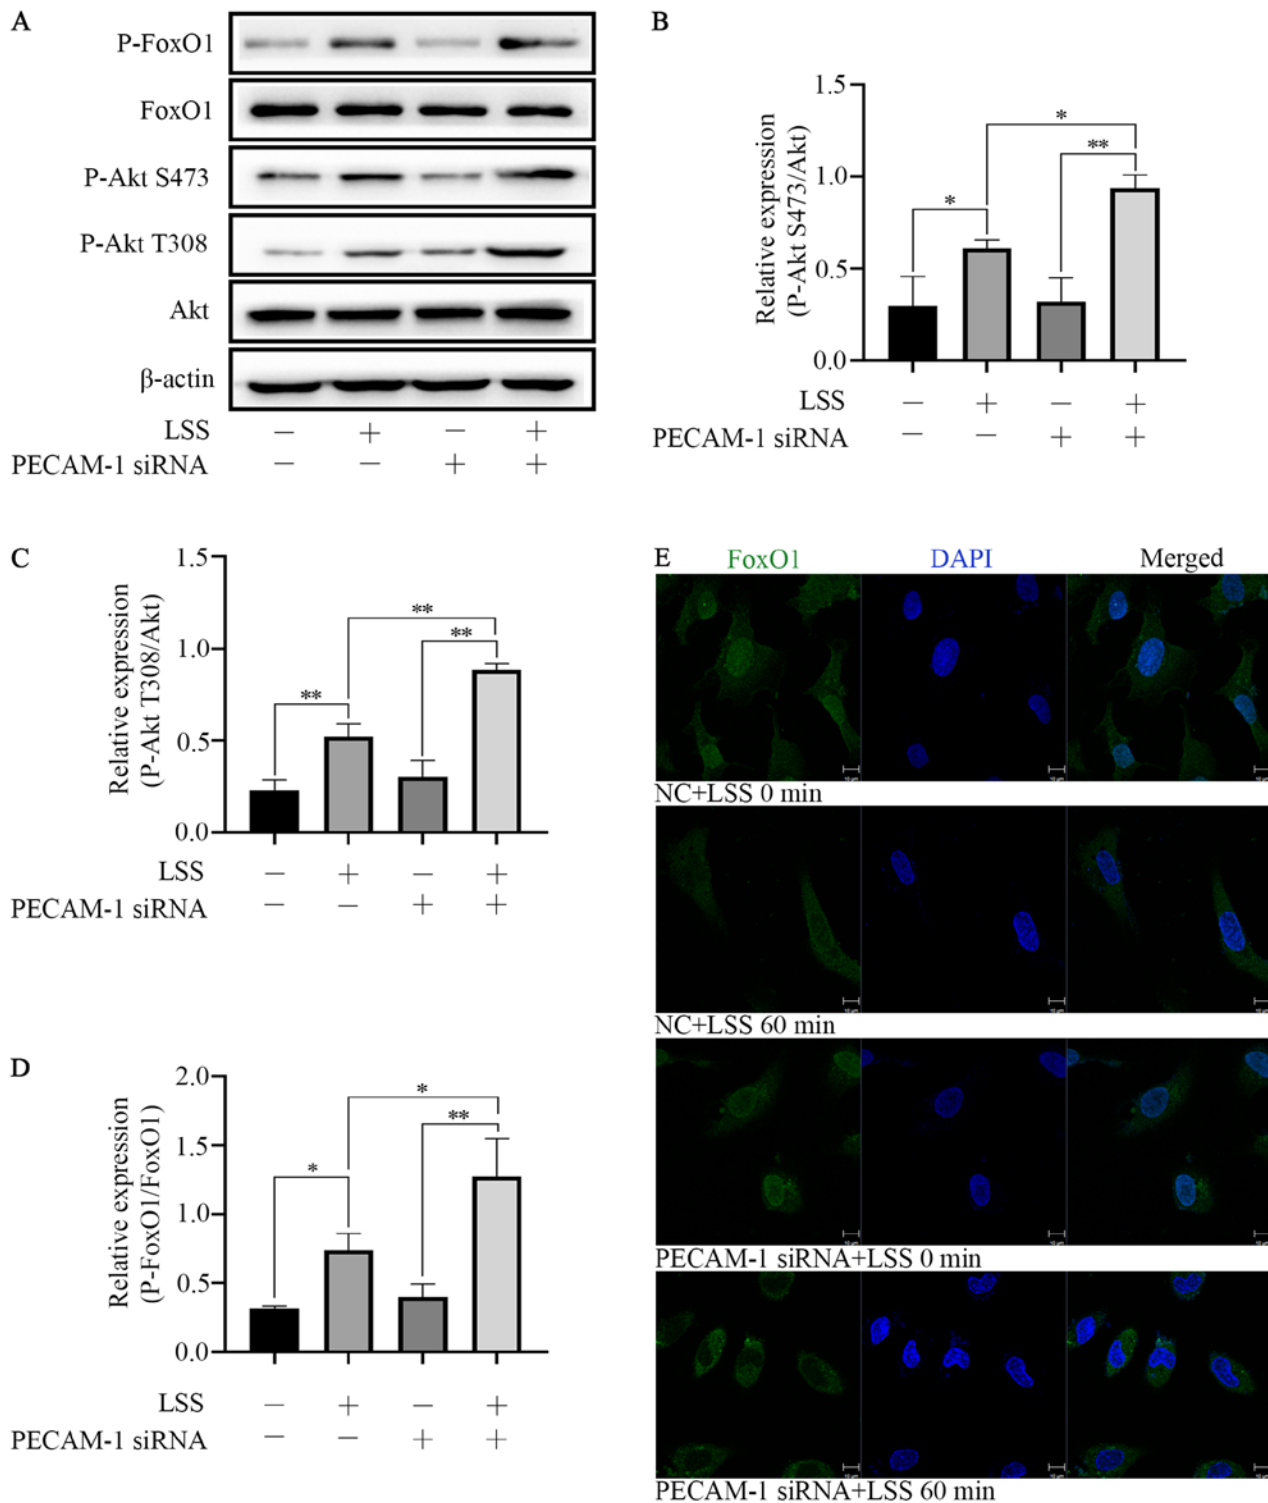 A
P-FoxO1
FoxO1
P-Akt S473
P-Akt T308
Akt
β-actin
LSS − + − +
PECAM-1 siRNA − − + +
B
Relative expression
(P-Akt S473/Akt)
1.5
1.0
0.5
0.0
*
*
**
LSS − + − +
PECAM-1 siRNA − − + +
C
Relative expression
(P-Akt T308/Akt)
1.5
1.0
0.5
0.0
**
**
**
LSS − + − +
PECAM-1 siRNA − − + +
D
Relative expression
(P-FoxO1/FoxO1)
2.0
1.5
1.0
0.5
0.0
*
**
*
LSS − + − +
PECAM-1 siRNA − − + +
E
FoxO1 DAPI Merged
NC+LSS 0 min
NC+LSS 60 min
PECAM-1 siRNA+LSS 0 min
PECAM-1 siRNA+LSS 60 min